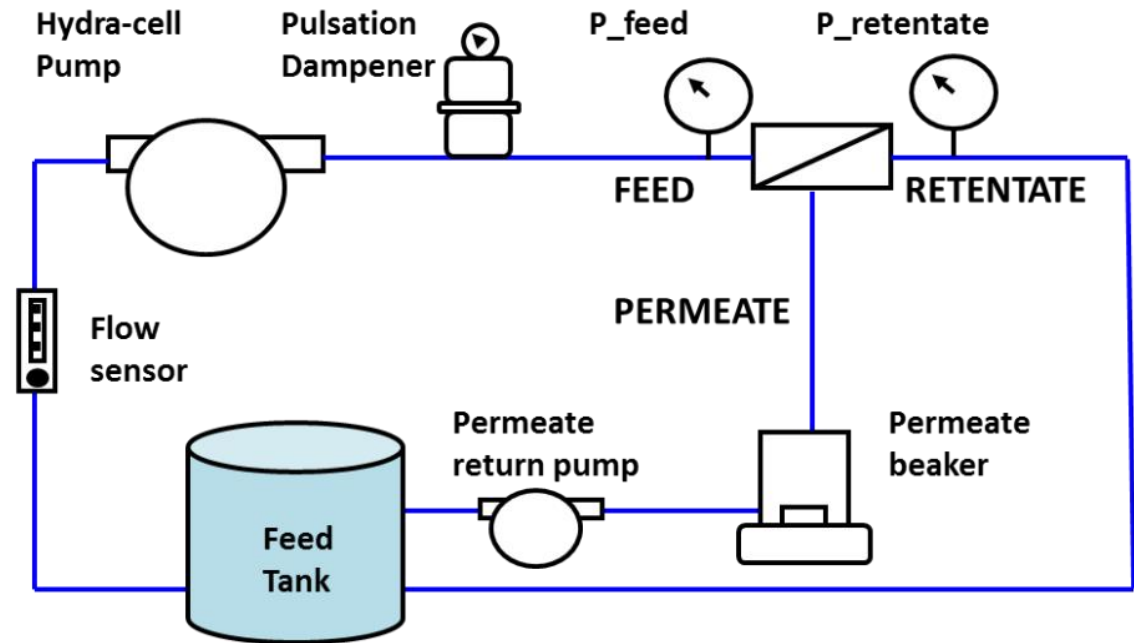 Hydra-cell
Pump
Pulsation
Dampener
P_feed
P_retentate
FEED
RETENTATE
PERMEATE
Flow
sensor
Permeate
return pump
Permeate
beaker
Feed
Tank